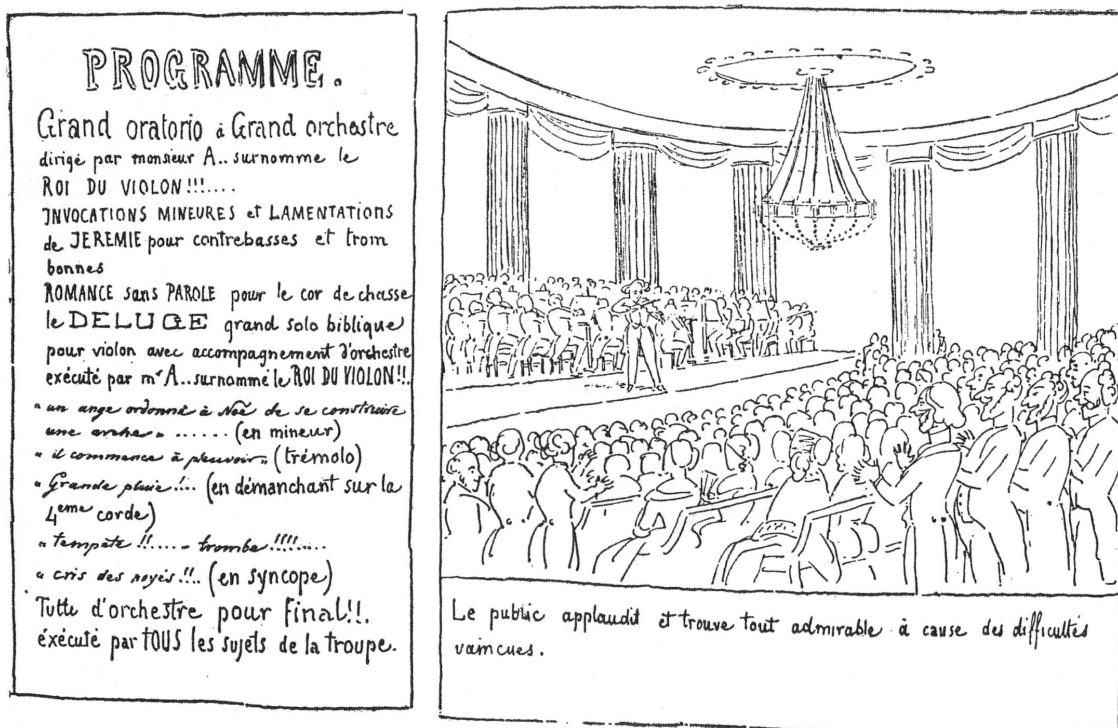 PROGRAMME.
Grand oratorio à Grand orchestre
dirigé par monsieur A.. surnomme le
ROI DU VIOLON!!!....
INVOCATIONS MINEURES et LAMENTATIONS
de JEREMIE pour contrebasses et trom
bonnes
ROMANCE sans PAROLE pour le cor de chasse
le DELUGE grand solo biblique
pour violon avec accompagnement d'orchestre
exécuté par mr A.. surnommé le ROI DU VIOLON!!.
" un ange ordonne à Noë de se construire
une arche " ...... (en mineur)
" il commence à pleuvoir " (trémolo)
" Grande pluie!... (en démanchant sur la
4eme corde)
" tempête !!..... - trombe!!!!....
" cris des noyés!!.. (en syncope)
Tutti d'orchestre pour final!!.
éxécuté par tOUS les sujets de la troupe.
Le public applaudit et trouve tout admirable à cause des difficultés
vaincues.